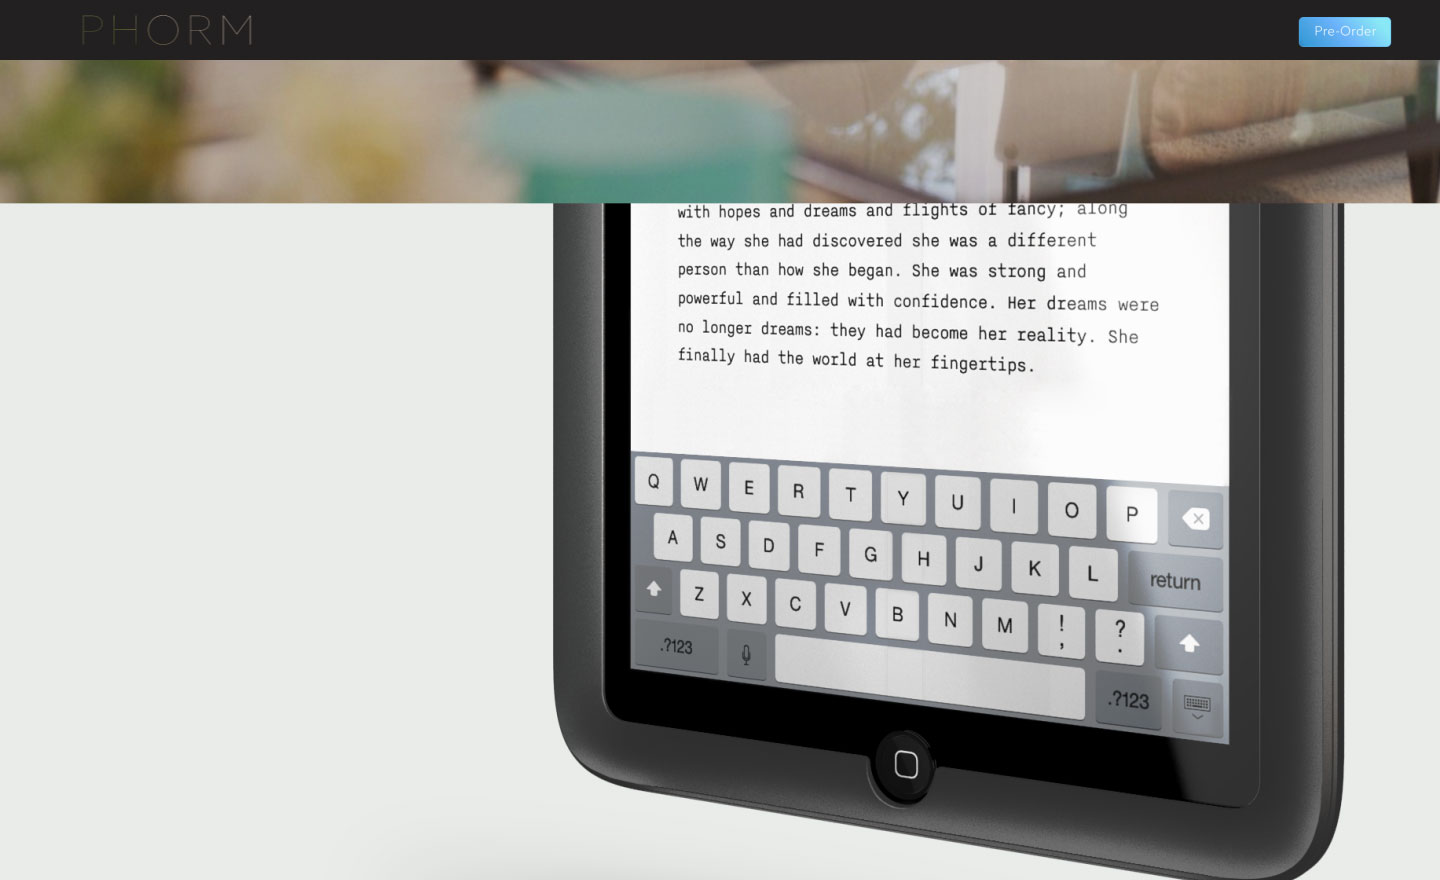 PHORM
Pre-Order
with hopes and dreams and flights of fancy; along
the way she had discovered she was a different
person than how she began. She was strong and
powerful and filled with confidence. Her dreams were
no longer dreams: they had become her reality. She
finally had the world at her fingertips.
Q W E R T Y U I O P
A S D F G H J K L return
Z X C V B N M ! , ? .
.?123 .?123